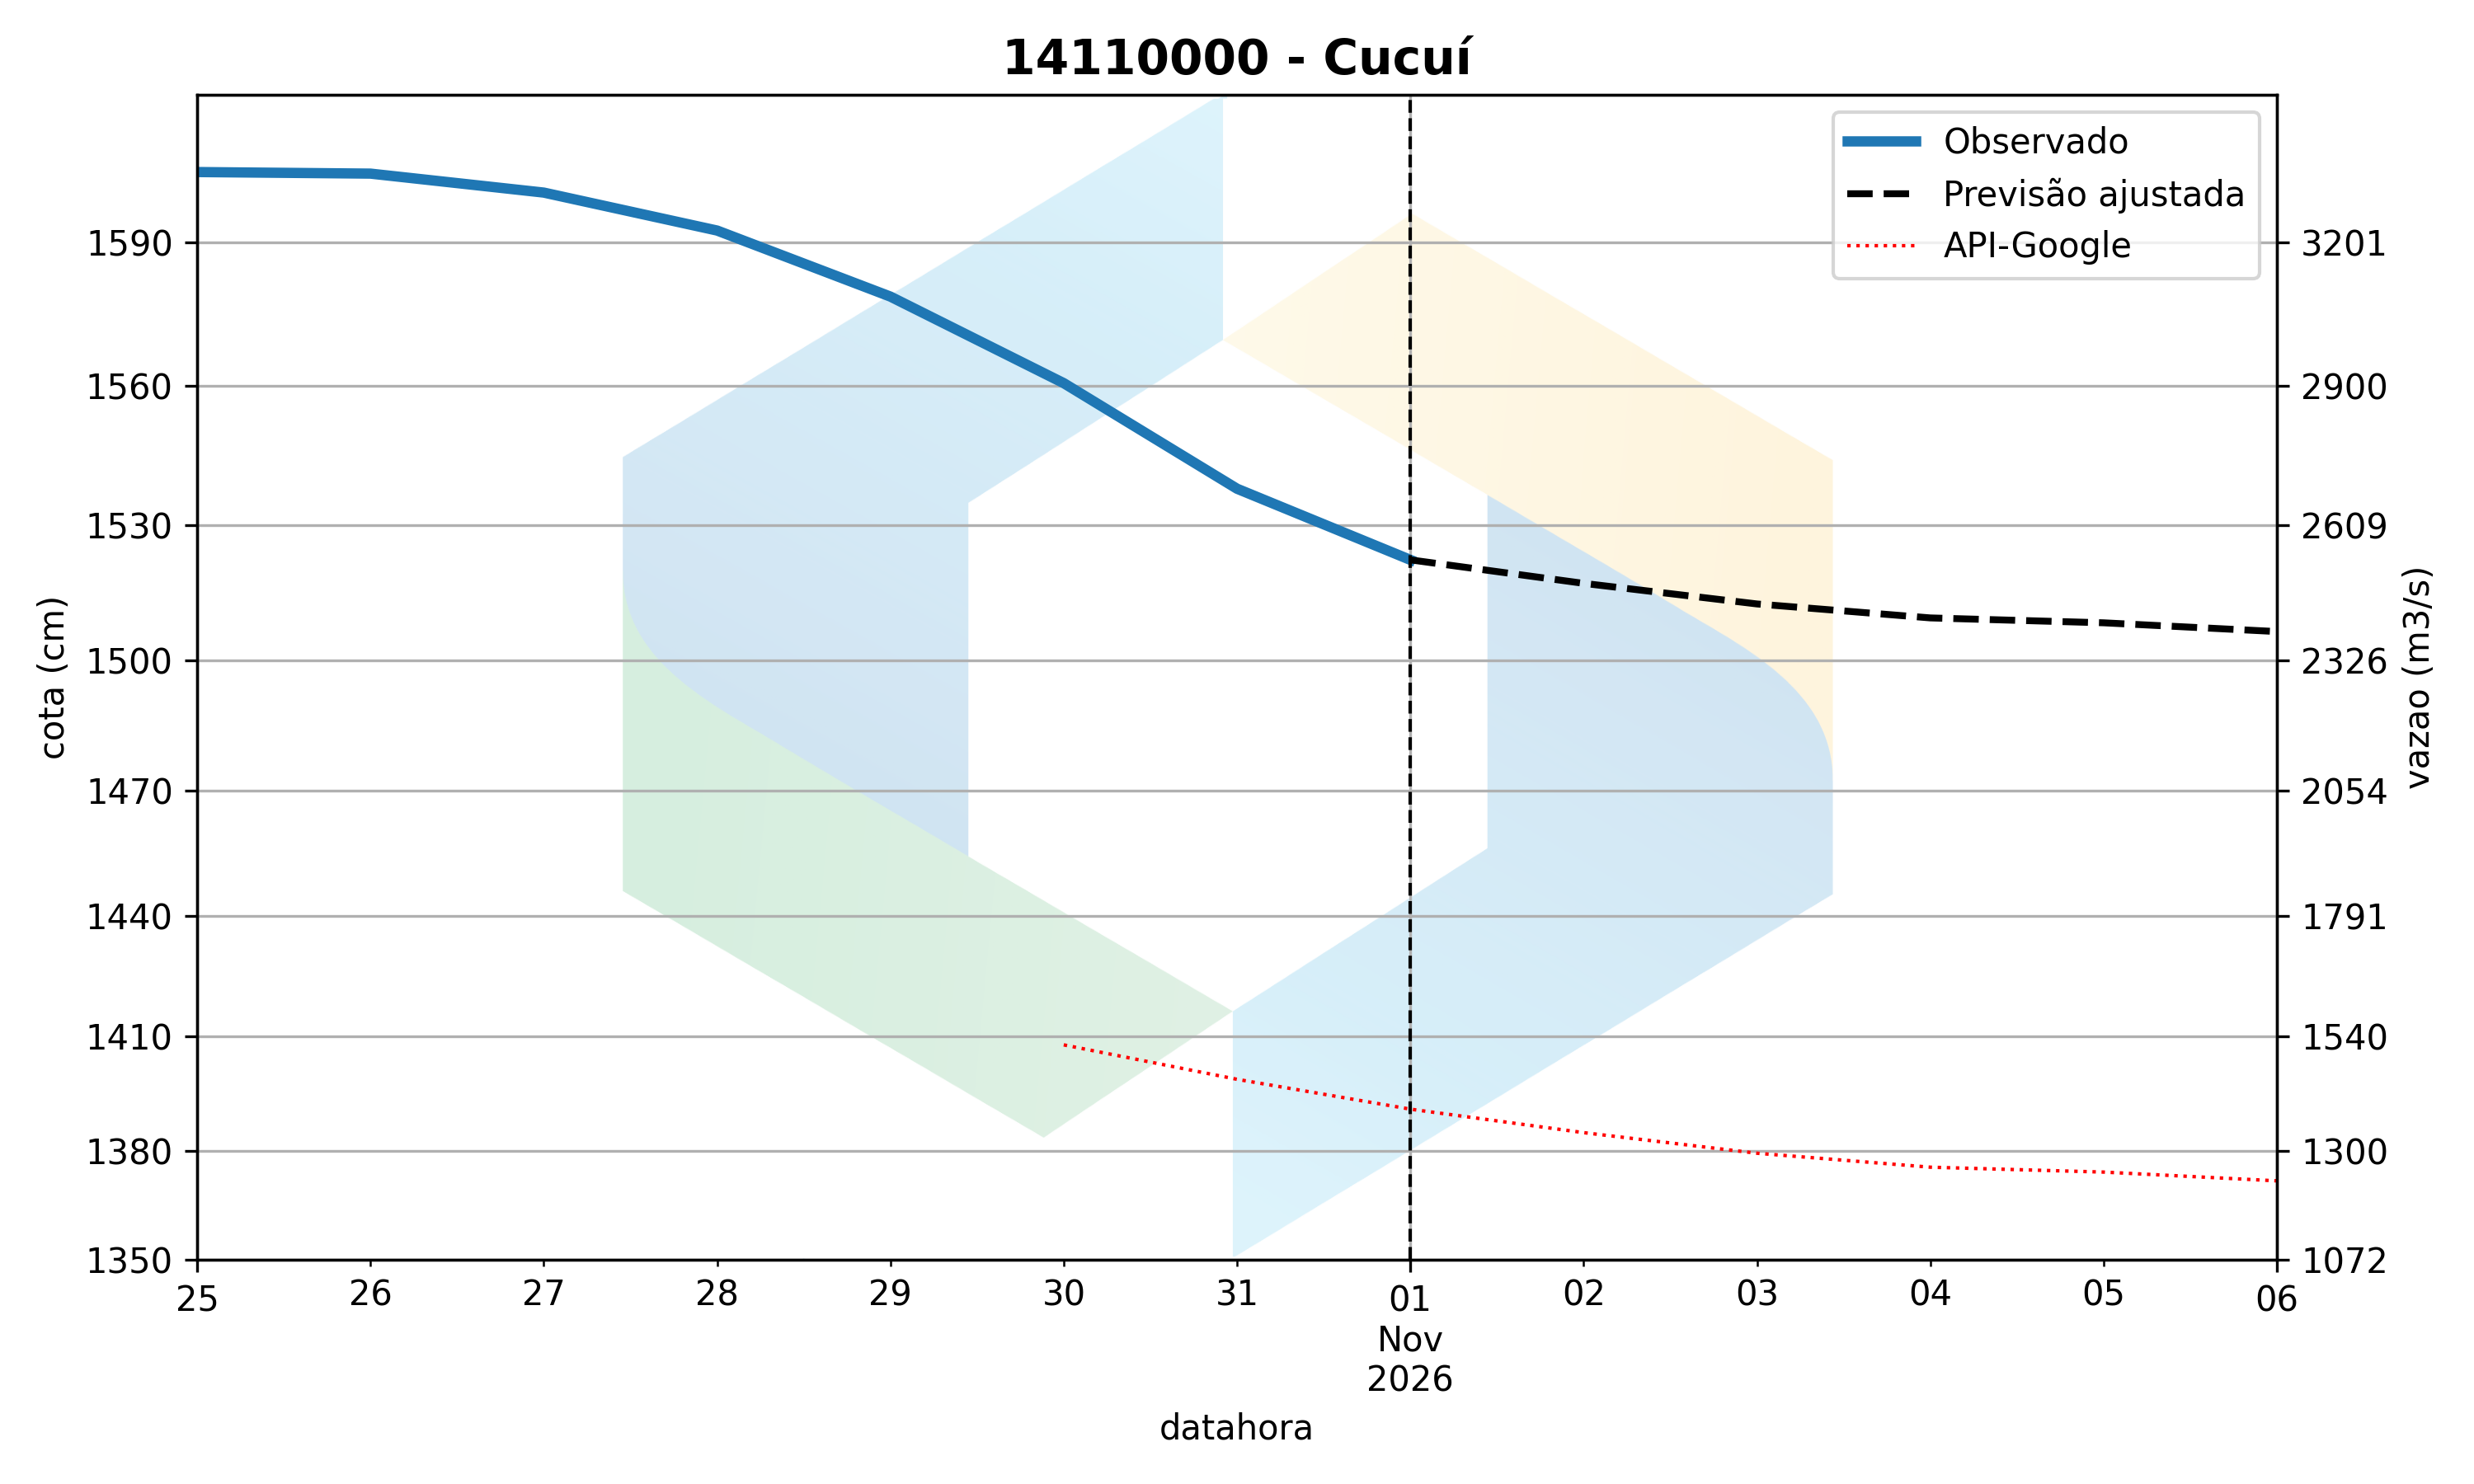 14110000 - Cucuí
Observado
Previsão ajustada
API-Google
cota (cm)
1590
1560
1530
1500
1470
1440
1410
1380
1350
3201
2900
2609
2326
2054
1791
1540
1300
1072
vazao (m3/s)
25 26 27 28 29 30 31 01 02 03 04 05 06
Nov
2026
datahora